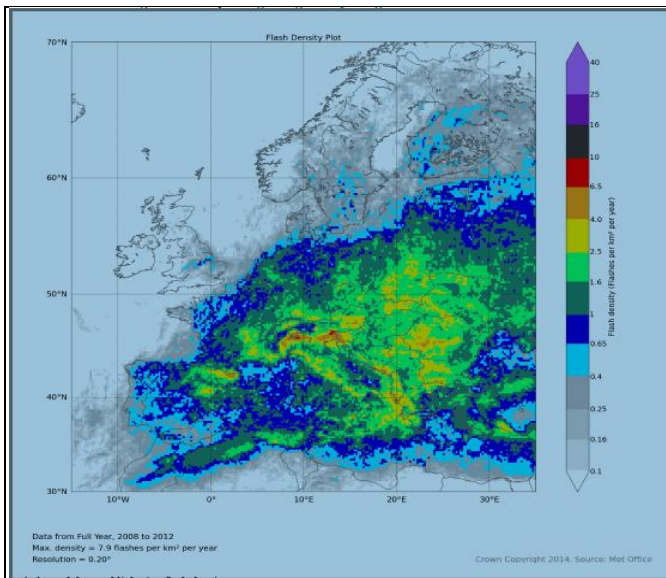 Flash Density Plot
70°N
60°N
50°N
40°N
30°N
10°W
0°
10°E
20°E
30°E
40
25
16
10
6.5
4.0
2.5
1.6
1
0.65
0.4
0.25
0.16
0.1
Flash density (Flashes per km² per year)
Data from Full Year, 2008 to 2012
Max. density = 7.9 flashes per km² per year
Resolution = 0.20°
Crown Copyright 2014. Source: Met Office